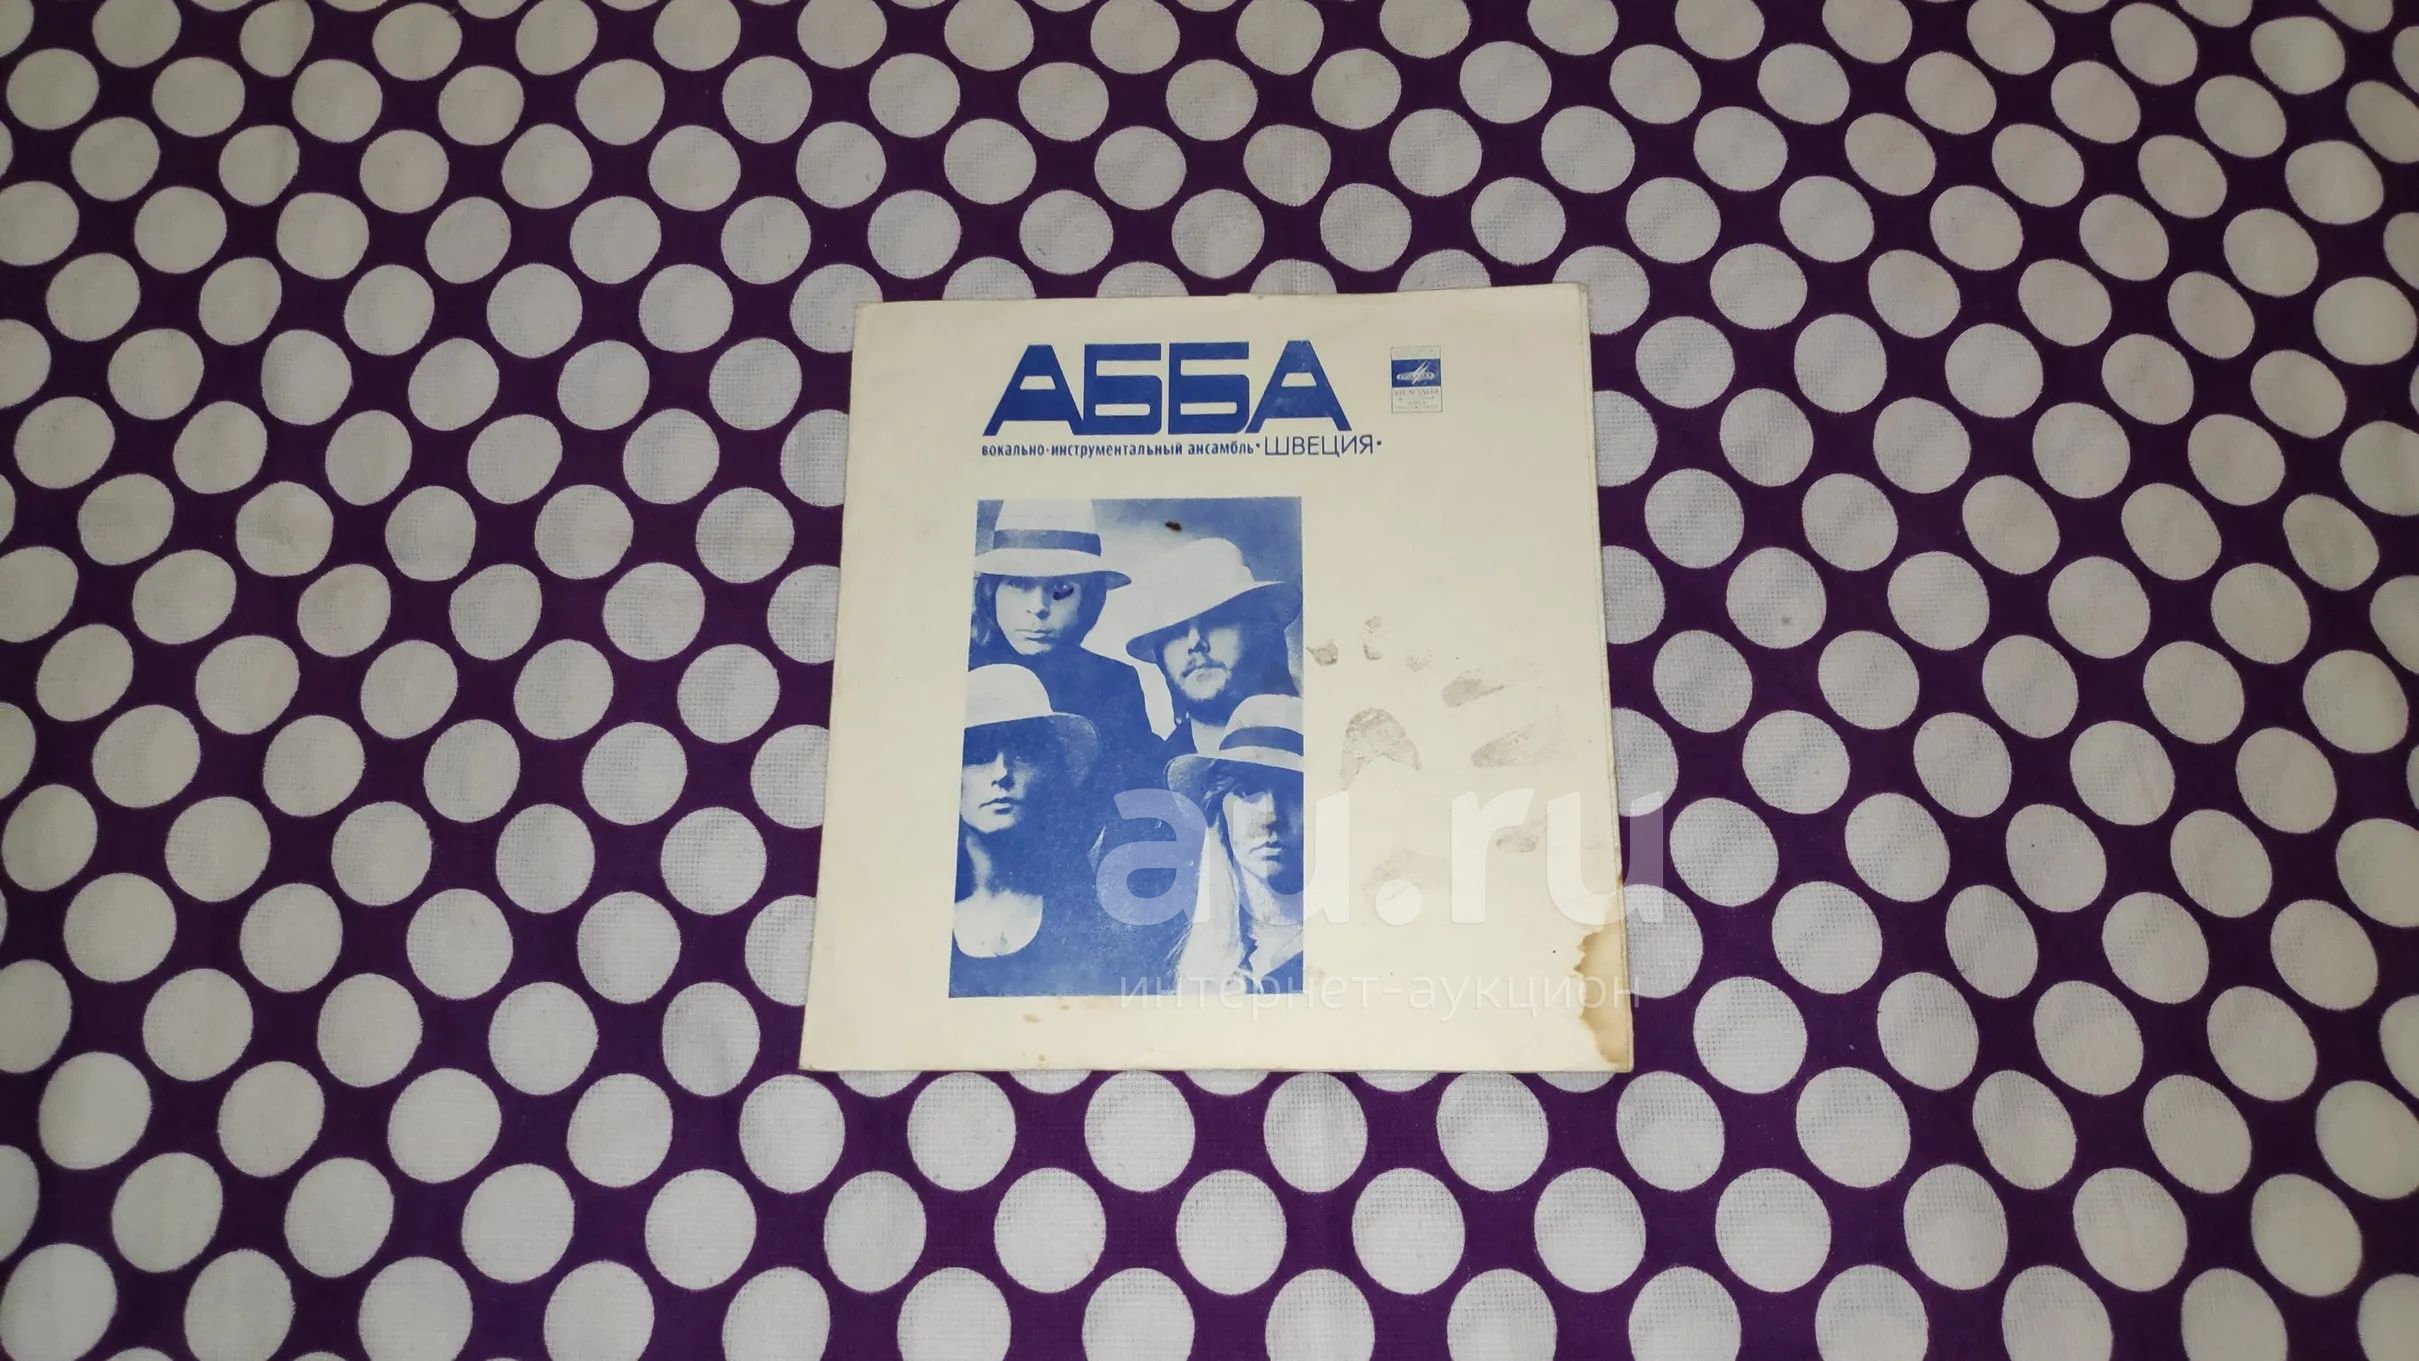 АББА
вокально-инструментальный ансамбль • ШВЕЦИЯ •
au.ru
интернет-аукцион